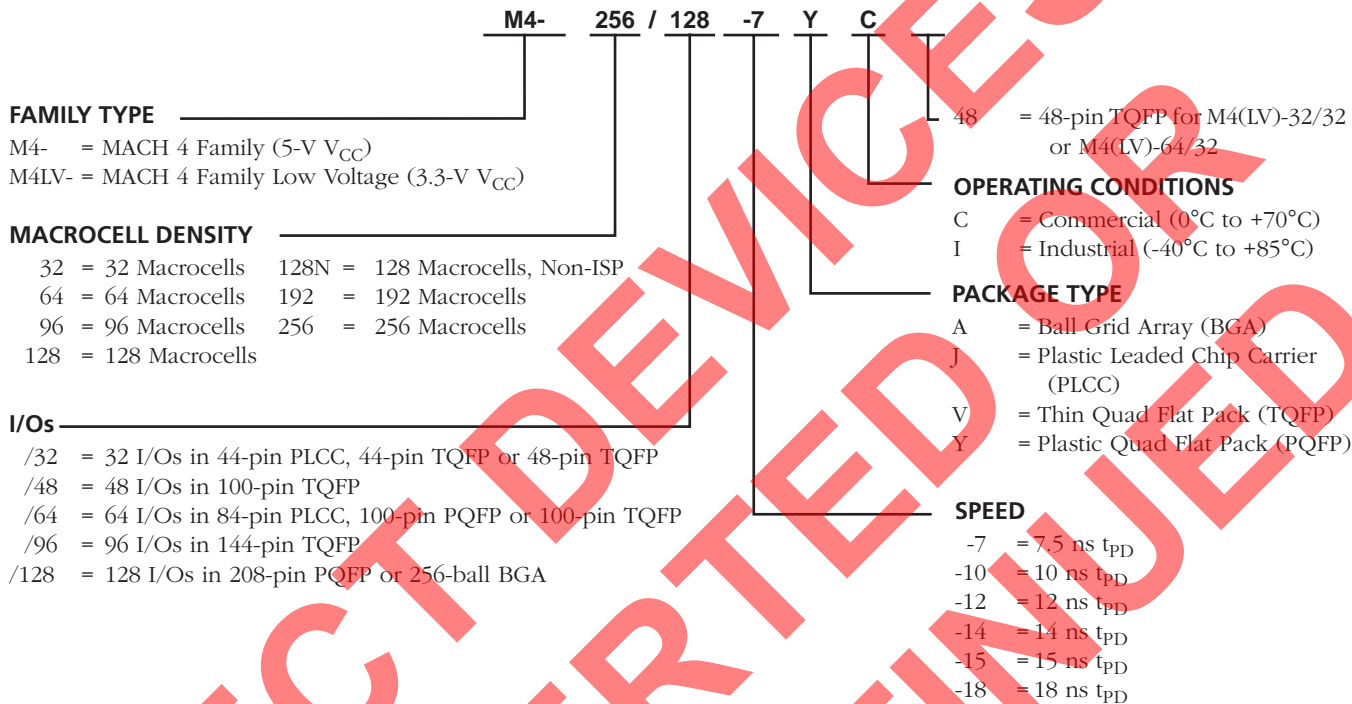 M4- 256 / 128 -7 Y C
FAMILY TYPE
M4- = MACH 4 Family (5-V VCC)
M4LV- = MACH 4 Family Low Voltage (3.3-V VCC)
MACROCELL DENSITY
32 = 32 Macrocells 128N = 128 Macrocells, Non-ISP
64 = 64 Macrocells 192 = 192 Macrocells
96 = 96 Macrocells 256 = 256 Macrocells
128 = 128 Macrocells
I/Os
/32 = 32 I/Os in 44-pin PLCC, 44-pin TQFP or 48-pin TQFP
/48 = 48 I/Os in 100-pin TQFP
/64 = 64 I/Os in 84-pin PLCC, 100-pin PQFP or 100-pin TQFP
/96 = 96 I/Os in 144-pin TQFP
/128 = 128 I/Os in 208-pin PQFP or 256-ball BGA
48 = 48-pin TQFP for M4(LV)-32/32
or M4(LV)-64/32
OPERATING CONDITIONS
C = Commercial (0°C to +70°C)
I = Industrial (-40°C to +85°C)
PACKAGE TYPE
A = Ball Grid Array (BGA)
J = Plastic Leaded Chip Carrier
(PLCC)
V = Thin Quad Flat Pack (TQFP)
Y = Plastic Quad Flat Pack (PQFP)
SPEED
-7 = 7.5 ns tPD
-10 = 10 ns tPD
-12 = 12 ns tPD
-14 = 14 ns tPD
-15 = 15 ns tPD
-18 = 18 ns tPD